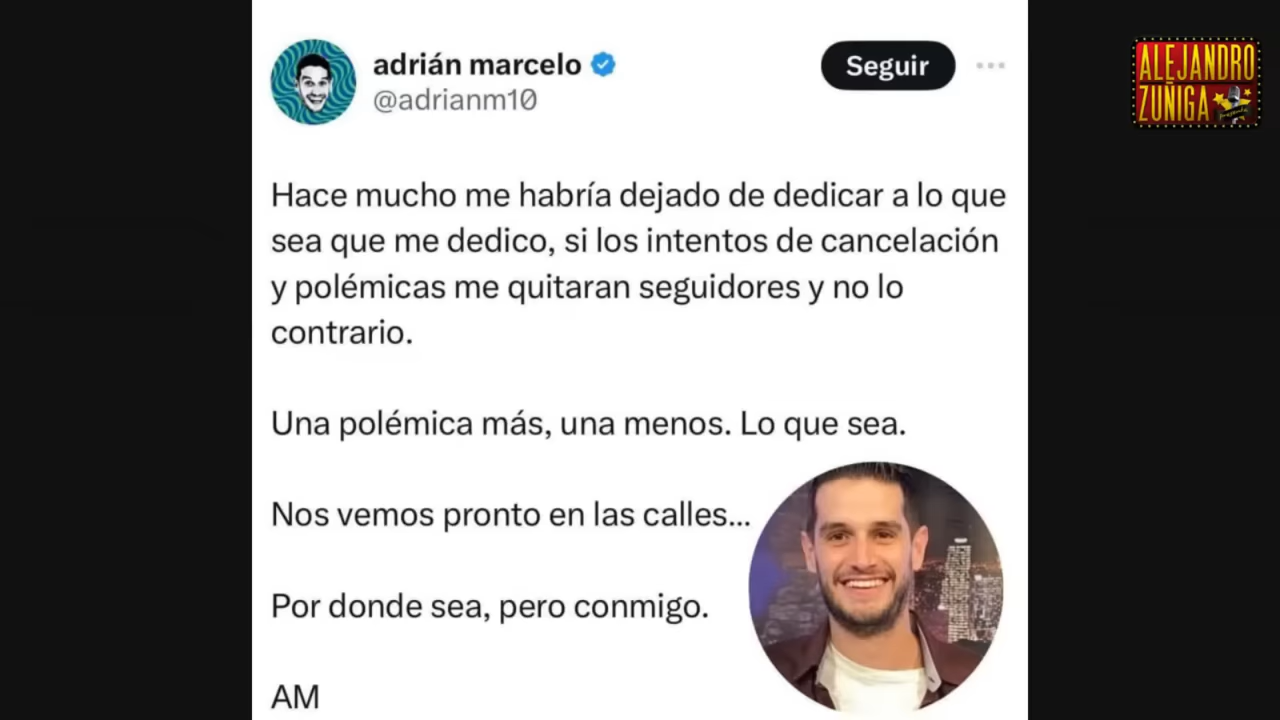 adrián marcelo
@adrianm10
Seguir
ALEJANDRO
ZUÑIGA
Hace mucho me habría dejado de dedicar a lo que
sea que me dedico, si los intentos de cancelación
y polémicas me quitaran seguidores y no lo
contrario.
Una polémica más, una menos. Lo que sea.
Nos vemos pronto en las calles...
Por donde sea, pero conmigo.
AM